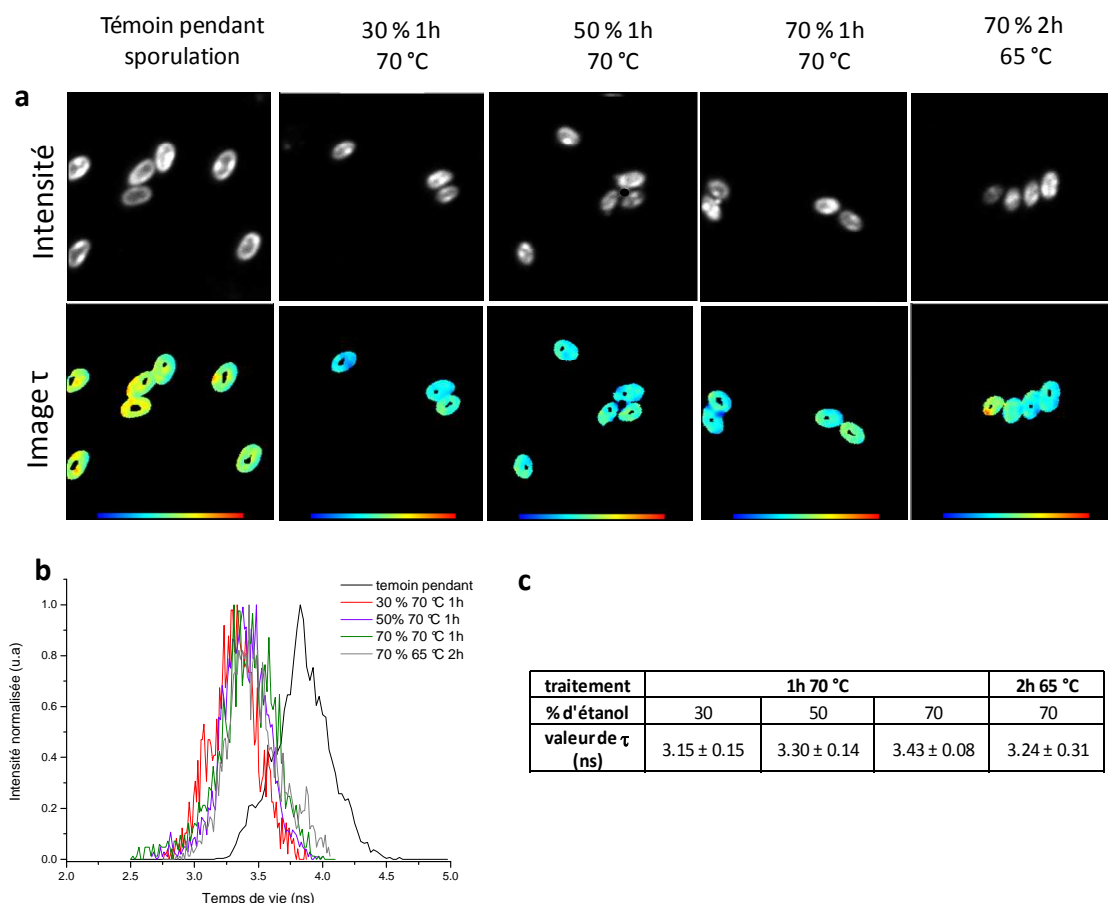 Témoin pendant
sporulation
30 % 1h
70 °C
50 % 1h
70 °C
70 % 1h
70 °C
70 % 2h
65 °C
a
Intensité
Image τ
b
Intensité normalisée (u.a)
1.0
0.8
0.6
0.4
0.2
0.0
2.0 2.5 3.0 3.5 4.0 4.5 5.0
Temps de vie (ns)
temoin pendant
30 % 70 °C 1h
50% 70 °C 1h
70 % 70 °C 1h
70 % 65 °C 2h
c
traitement 1h 70 °C 2h 65 °C
% d'étanol 30 50 70 70
valeur de τ
(ns) 3.15 ± 0.15 3.30 ± 0.14 3.43 ± 0.08 3.24 ± 0.31